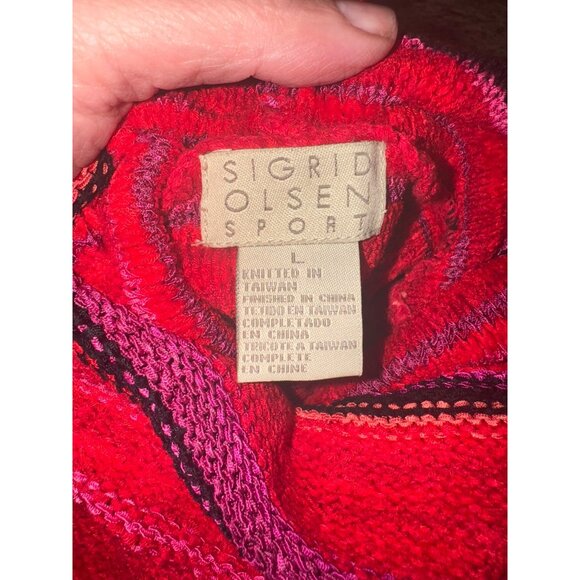 SIGRID
OLSEN
SPORT
L
KNITTED IN
TAIWAN
FINISHED IN CHINA
TEJIDO EN TAIWAN
COMPLETADO
EN CHINA
TRICOTE A TAIWAN
COMPLETE
EN CHINE